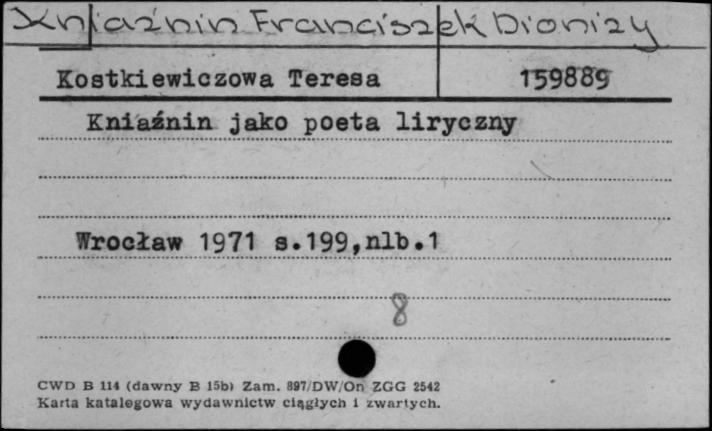 Kniaźnin Franciszek Dionizy
Kostkiewiczowa Teresa 159889
Kniaźnin jako poeta liryczny
Wrocław 1971 s.199,nlb.1
8
CWD B 114 (dawny B 15b) Zam. 897/DW/On ZGG 2542
Karta katalogowa wydawnictw ciągłych i zwartych.